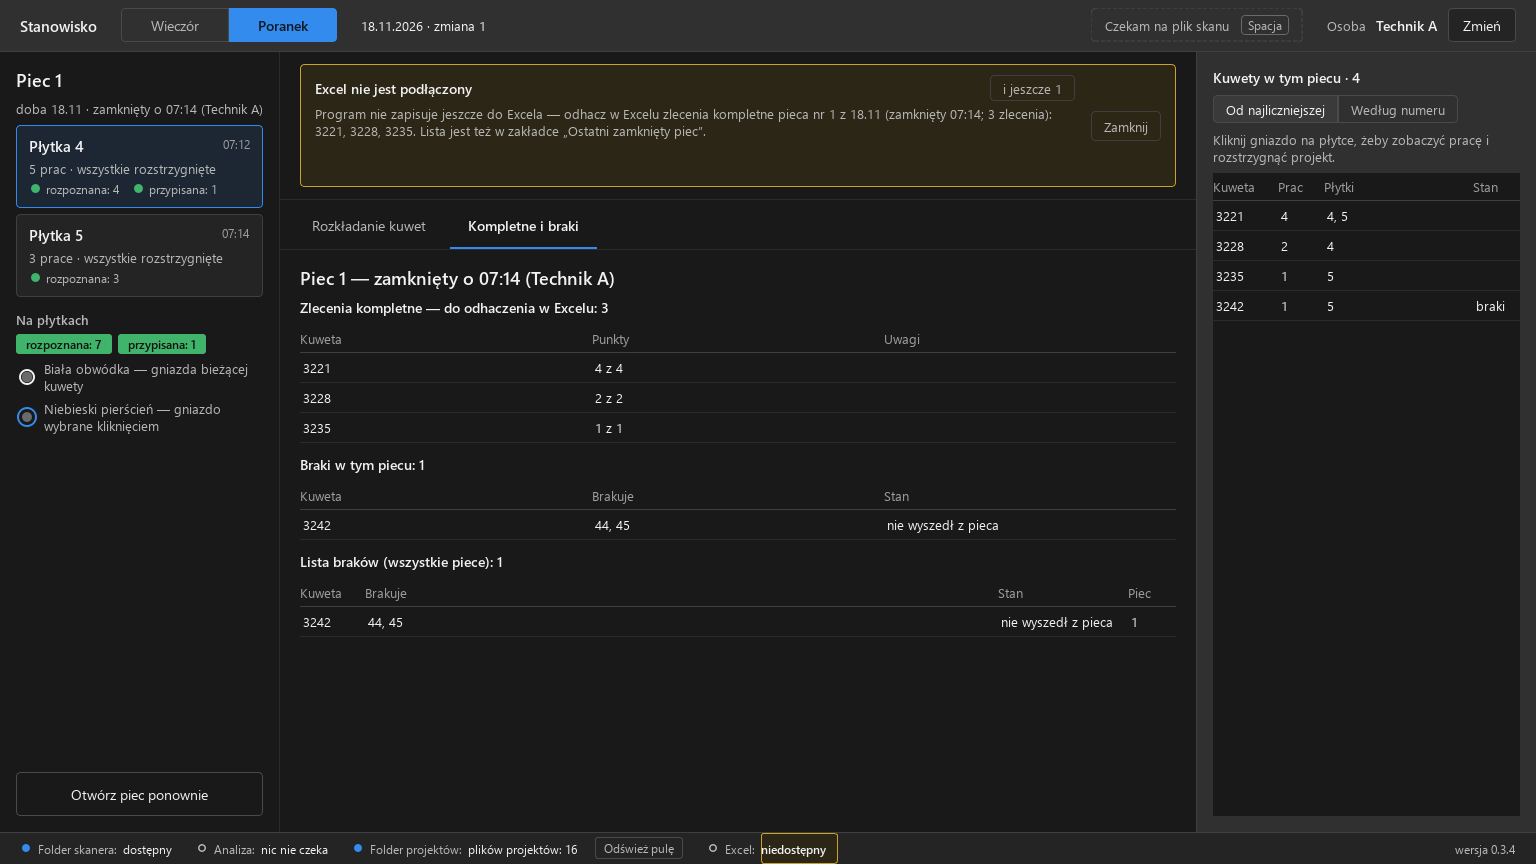 Stanowisko
Wieczór
Poranek
18.11.2026 · zmiana 1
Czekam na plik skanu
Spacja
Osoba
Technik A
Zmień
Piec 1
doba 18.11 · zamknięty o 07:14 (Technik A)
Płytka 4
07:12
5 prac · wszystkie rozstrzygnięte
rozpoznana: 4
przypisana: 1
Płytka 5
07:14
3 prace · wszystkie rozstrzygnięte
rozpoznana: 3
Na płytkach
rozpoznana: 7
przypisana: 1
Biała obwódka — gniazda bieżącej
kuwety
Niebieski pierścień — gniazdo
wybrane kliknięciem
Otwórz piec ponownie
Excel nie jest podłączony
i jeszcze 1
Program nie zapisuje jeszcze do Excela — odhacz w Excelu zlecenia kompletne pieca nr 1 z 18.11 (zamknięty 07:14; 3 zlecenia):
3221, 3228, 3235. Lista jest też w zakładce „Ostatni zamknięty piec”.
Zamknij
Rozkładanie kuwet
Kompletne i braki
Piec 1 — zamknięty o 07:14 (Technik A)
Zlecenia kompletne — do odhaczenia w Excelu: 3
Kuweta Punkty Uwagi
3221 4 z 4
3228 2 z 2
3235 1 z 1
Braki w tym piecu: 1
Kuweta Brakuje Stan
3242 44, 45 nie wyszedł z pieca
Lista braków (wszystkie piece): 1
Kuweta Brakuje Stan Piec
3242 44, 45 nie wyszedł z pieca 1
Kuwety w tym piecu · 4
Od najliczniejszej
Według numeru
Kliknij gniazdo na płytce, żeby zobaczyć pracę i
rozstrzygnąć projekt.
Kuweta Prac Płytki Stan
3221 4 4, 5
3228 2 4
3235 1 5
3242 1 5 braki
Folder skanera: dostępny
Analiza: nic nie czeka
Folder projektów: plików projektów: 16
Odśwież pulę
Excel: niedostępny
wersja 0.3.4